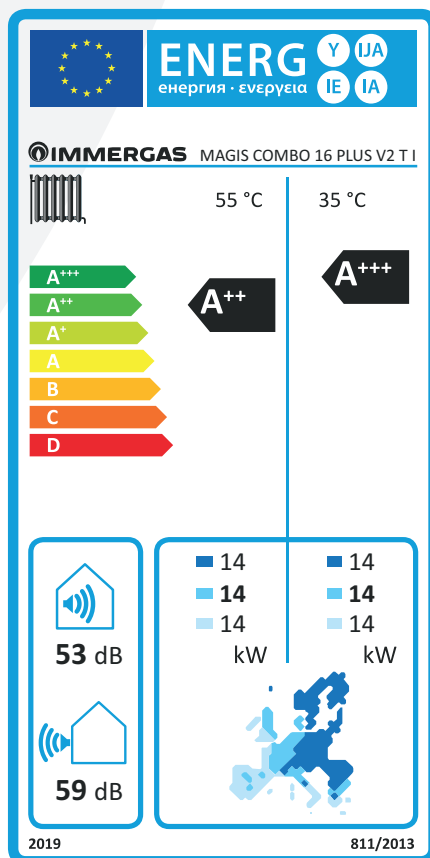 ENERG Y IJA
енергия · ενεργεια IE IA
IMMERGAS MAGIS COMBO 16 PLUS V2 T I
55 °C 35 °C
A+++
A++
A+
A
B
C
D
A++
A+++
14 14
14 14
14 14
kW kW
53 dB
59 dB
2019 811/2013